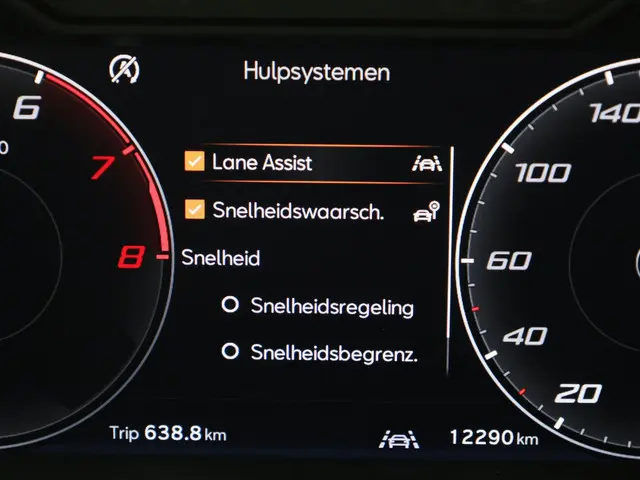 Hulpsystemen
6
0
7
8
Lane Assist
Snelheidswaarsch.
Snelheid
Snelheidsregeling
Snelheidsbegrenz.
140
100
60
40
20
Trip 638.8 km
12290 km